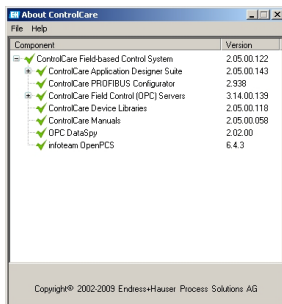 EH About ControlCare
File Help
Component Version
ControlCare Field-based Control System 2.05.00.122
ControlCare Application Designer Suite 2.05.00.143
ControlCare PROFIBUS Configurator 2.938
ControlCare Field Control (OPC) Servers 3.14.00.139
ControlCare Device Libraries 2.05.00.118
ControlCare Manuals 2.05.00.058
OPC DataSpy 2.02.00
infoteam OpenPCS 6.4.3
Copyright© 2002-2009 Endress+Hauser Process Solutions AG